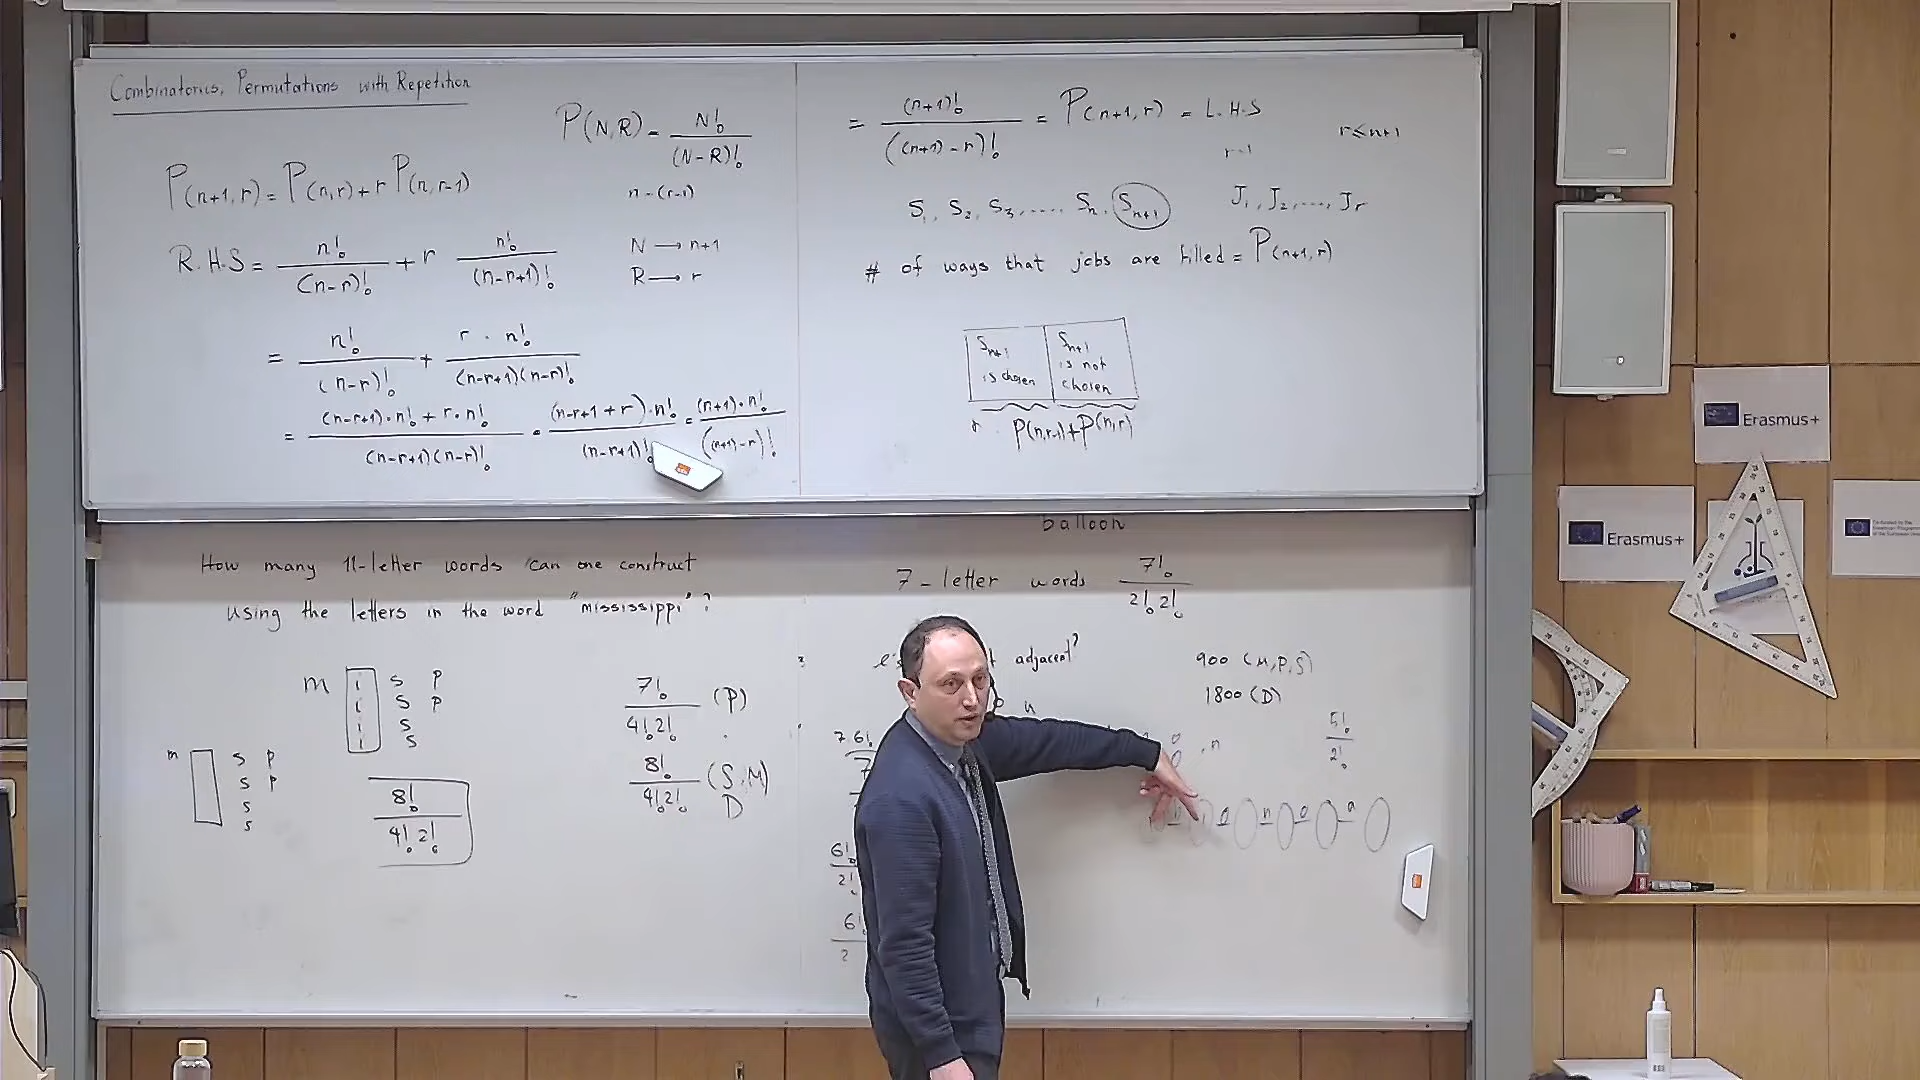 Combinatorics, Permutations with Repetition
P(N,R) = N! / (N-R)!
P(n+1,r) = P(n,r) + r P(n,r-1)
n-(r-1)
R.H.S = n! / (n-r)! + r n! / (n-r+1)!
N → n+1
R → r
= n! / (n-r)! + r · n! / (n-r+1)(n-r)!
= (n-r+1)·n! + r·n! / (n-r+1)(n-r)! = (n-r+1+r)·n! / (n-r+1)! = (n+1)·n! / ((n+1)-r)!
= (n+1)! / ((n+1)-r)! = P(n+1,r) = L.H.S
r≤n+1
S1, S2, S3, ..... Sn, Sn+1
J1, J2, ..., Jr
# of ways that jobs are filled = P(n+1,r)
Sn+1 is chosen
Sn+1 is not chosen
r · P(n,r-1) + P(n,r)
How many 11-letter words can one construct
using the letters in the word "mississippi"?
m i s p
i s p
i s
i s
m s p
s p
s
s
8! / 4! 2!
7! / 4! 2! (P)
8! / 4! 2! (S,M)
D
balloon
7-letter words 7! / 2! 2!
adjacent?
900 (M,P,S)
1800 (D)
5! / 2!
Erasmus+
Erasmus+